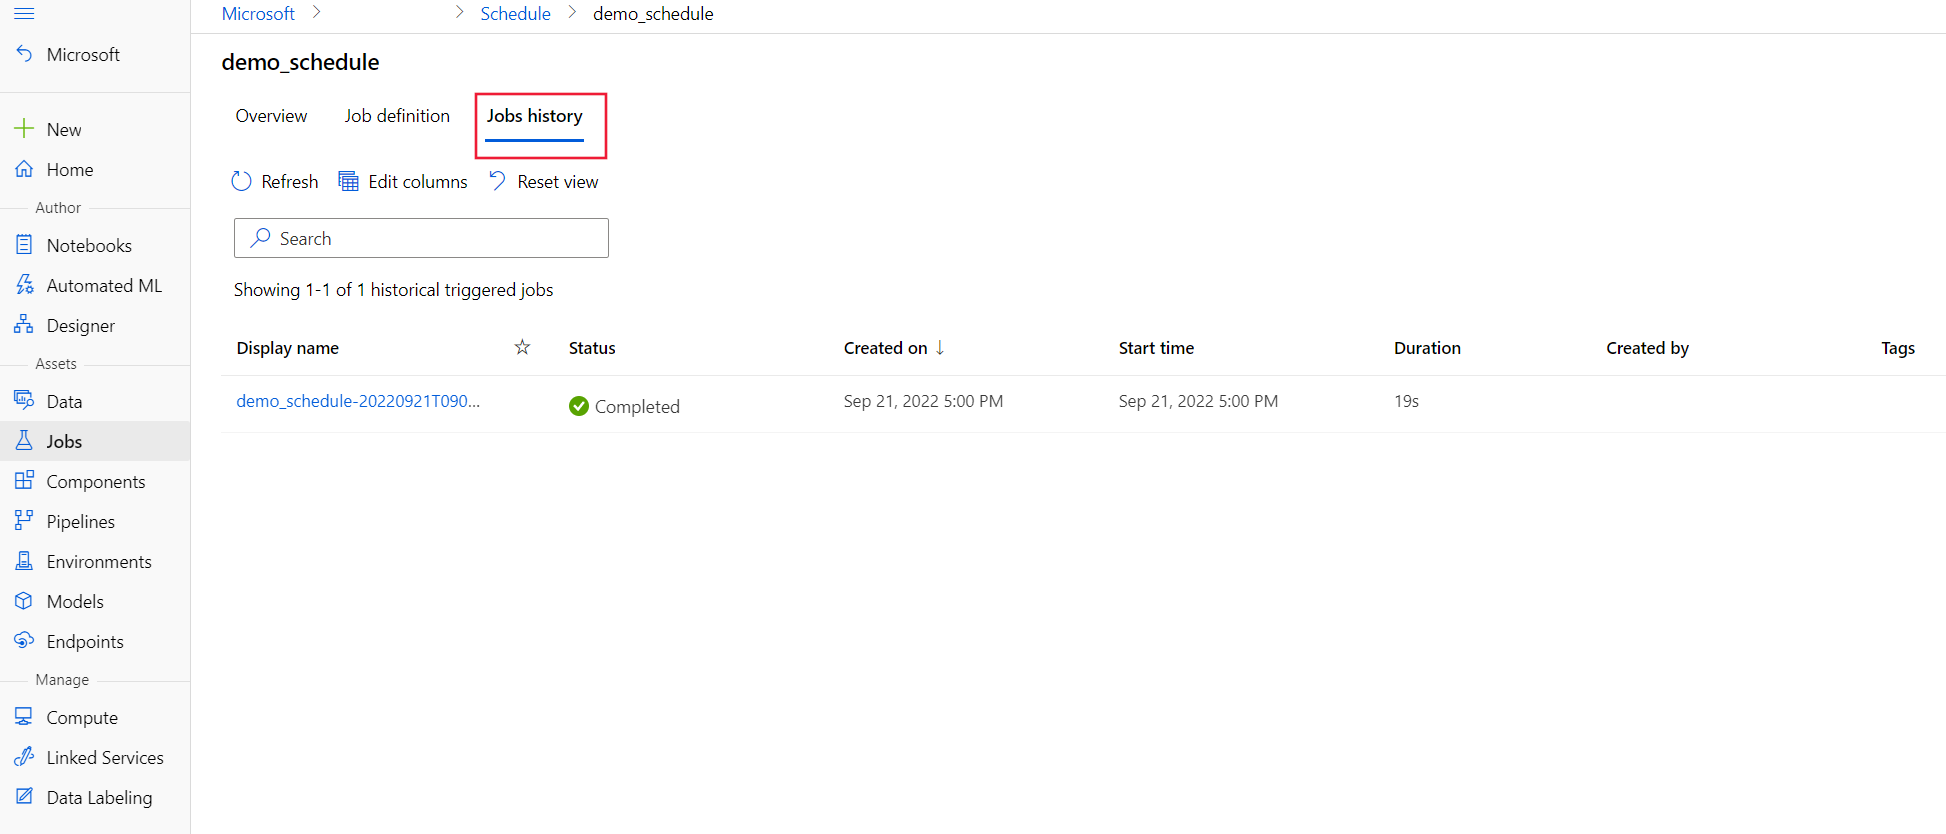 Microsoft > > Schedule > demo_schedule
Microsoft
New
Home
Author
Notebooks
Automated ML
Designer
Assets
Data
Jobs
Components
Pipelines
Environments
Models
Endpoints
Manage
Compute
Linked Services
Data Labeling
demo_schedule
Overview Job definition Jobs history
Refresh Edit columns Reset view
Search
Showing 1-1 of 1 historical triggered jobs
Display name Status Created on ↓ Start time Duration Created by Tags
demo_schedule-20220921T090... Completed Sep 21, 2022 5:00 PM Sep 21, 2022 5:00 PM 19s